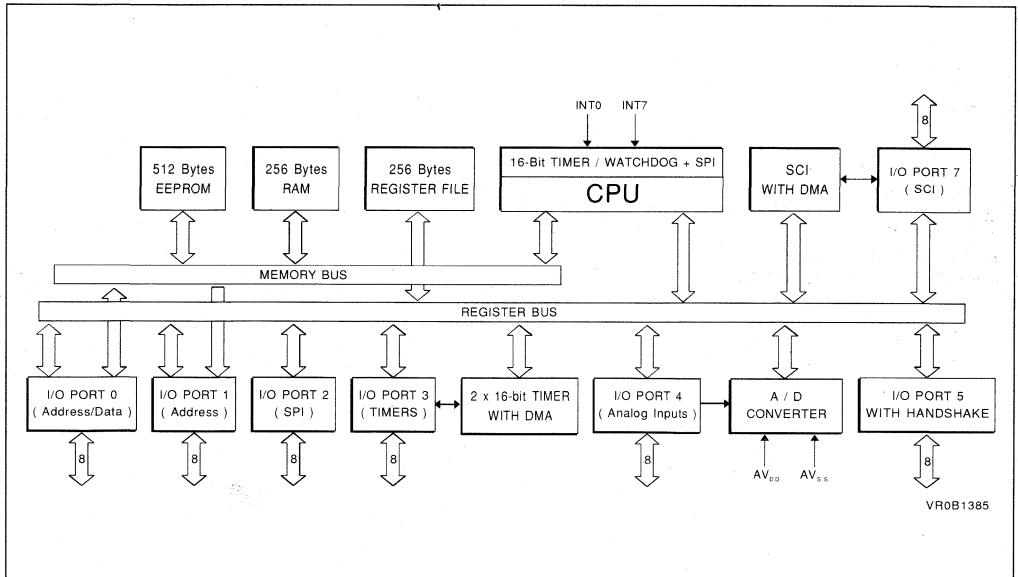 INT0 INT7
8
512 Bytes
EEPROM
256 Bytes
RAM
256 Bytes
REGISTER FILE
16-Bit TIMER / WATCHDOG + SPI
CPU
SCI
WITH DMA
I/O PORT 7
( SCI )
MEMORY BUS
REGISTER BUS
I/O PORT 0
( Address/Data )
I/O PORT 1
( Address )
I/O PORT 2
( SPI )
I/O PORT 3
( TIMERS )
2 x 16-bit TIMER
WITH DMA
I/O PORT 4
( Analog Inputs )
A / D
CONVERTER
I/O PORT 5
WITH HANDSHAKE
8 8 8 8 8 8
AVDD AVSS
VR0B1385